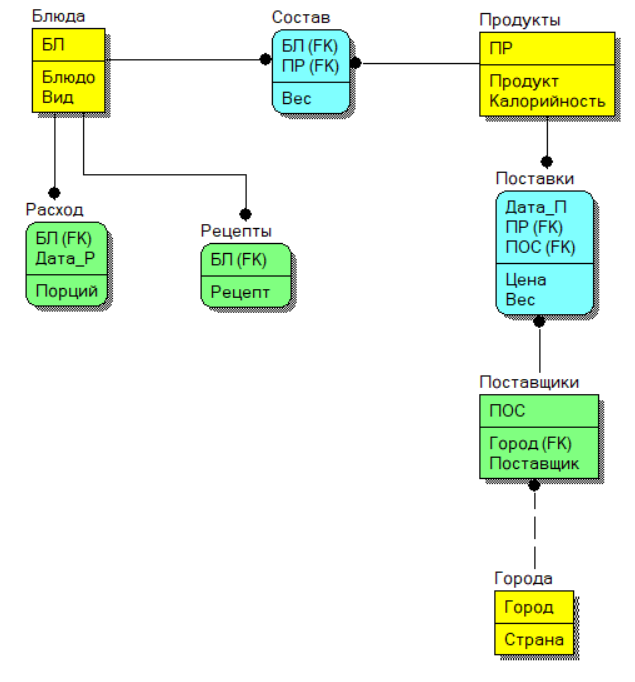 Блюда
БЛ
Блюдо
Вид
Состав
БЛ (FK)
ПР (FK)
Вес
Продукты
ПР
Продукт
Калорийность
Расход
БЛ (FK)
Дата_Р
Порций
Рецепты
БЛ (FK)
Рецепт
Поставки
Дата_П
ПР (FK)
ПОС (FK)
Цена
Вес
Поставщики
ПОС
Город (FK)
Поставщик
Города
Город
Страна